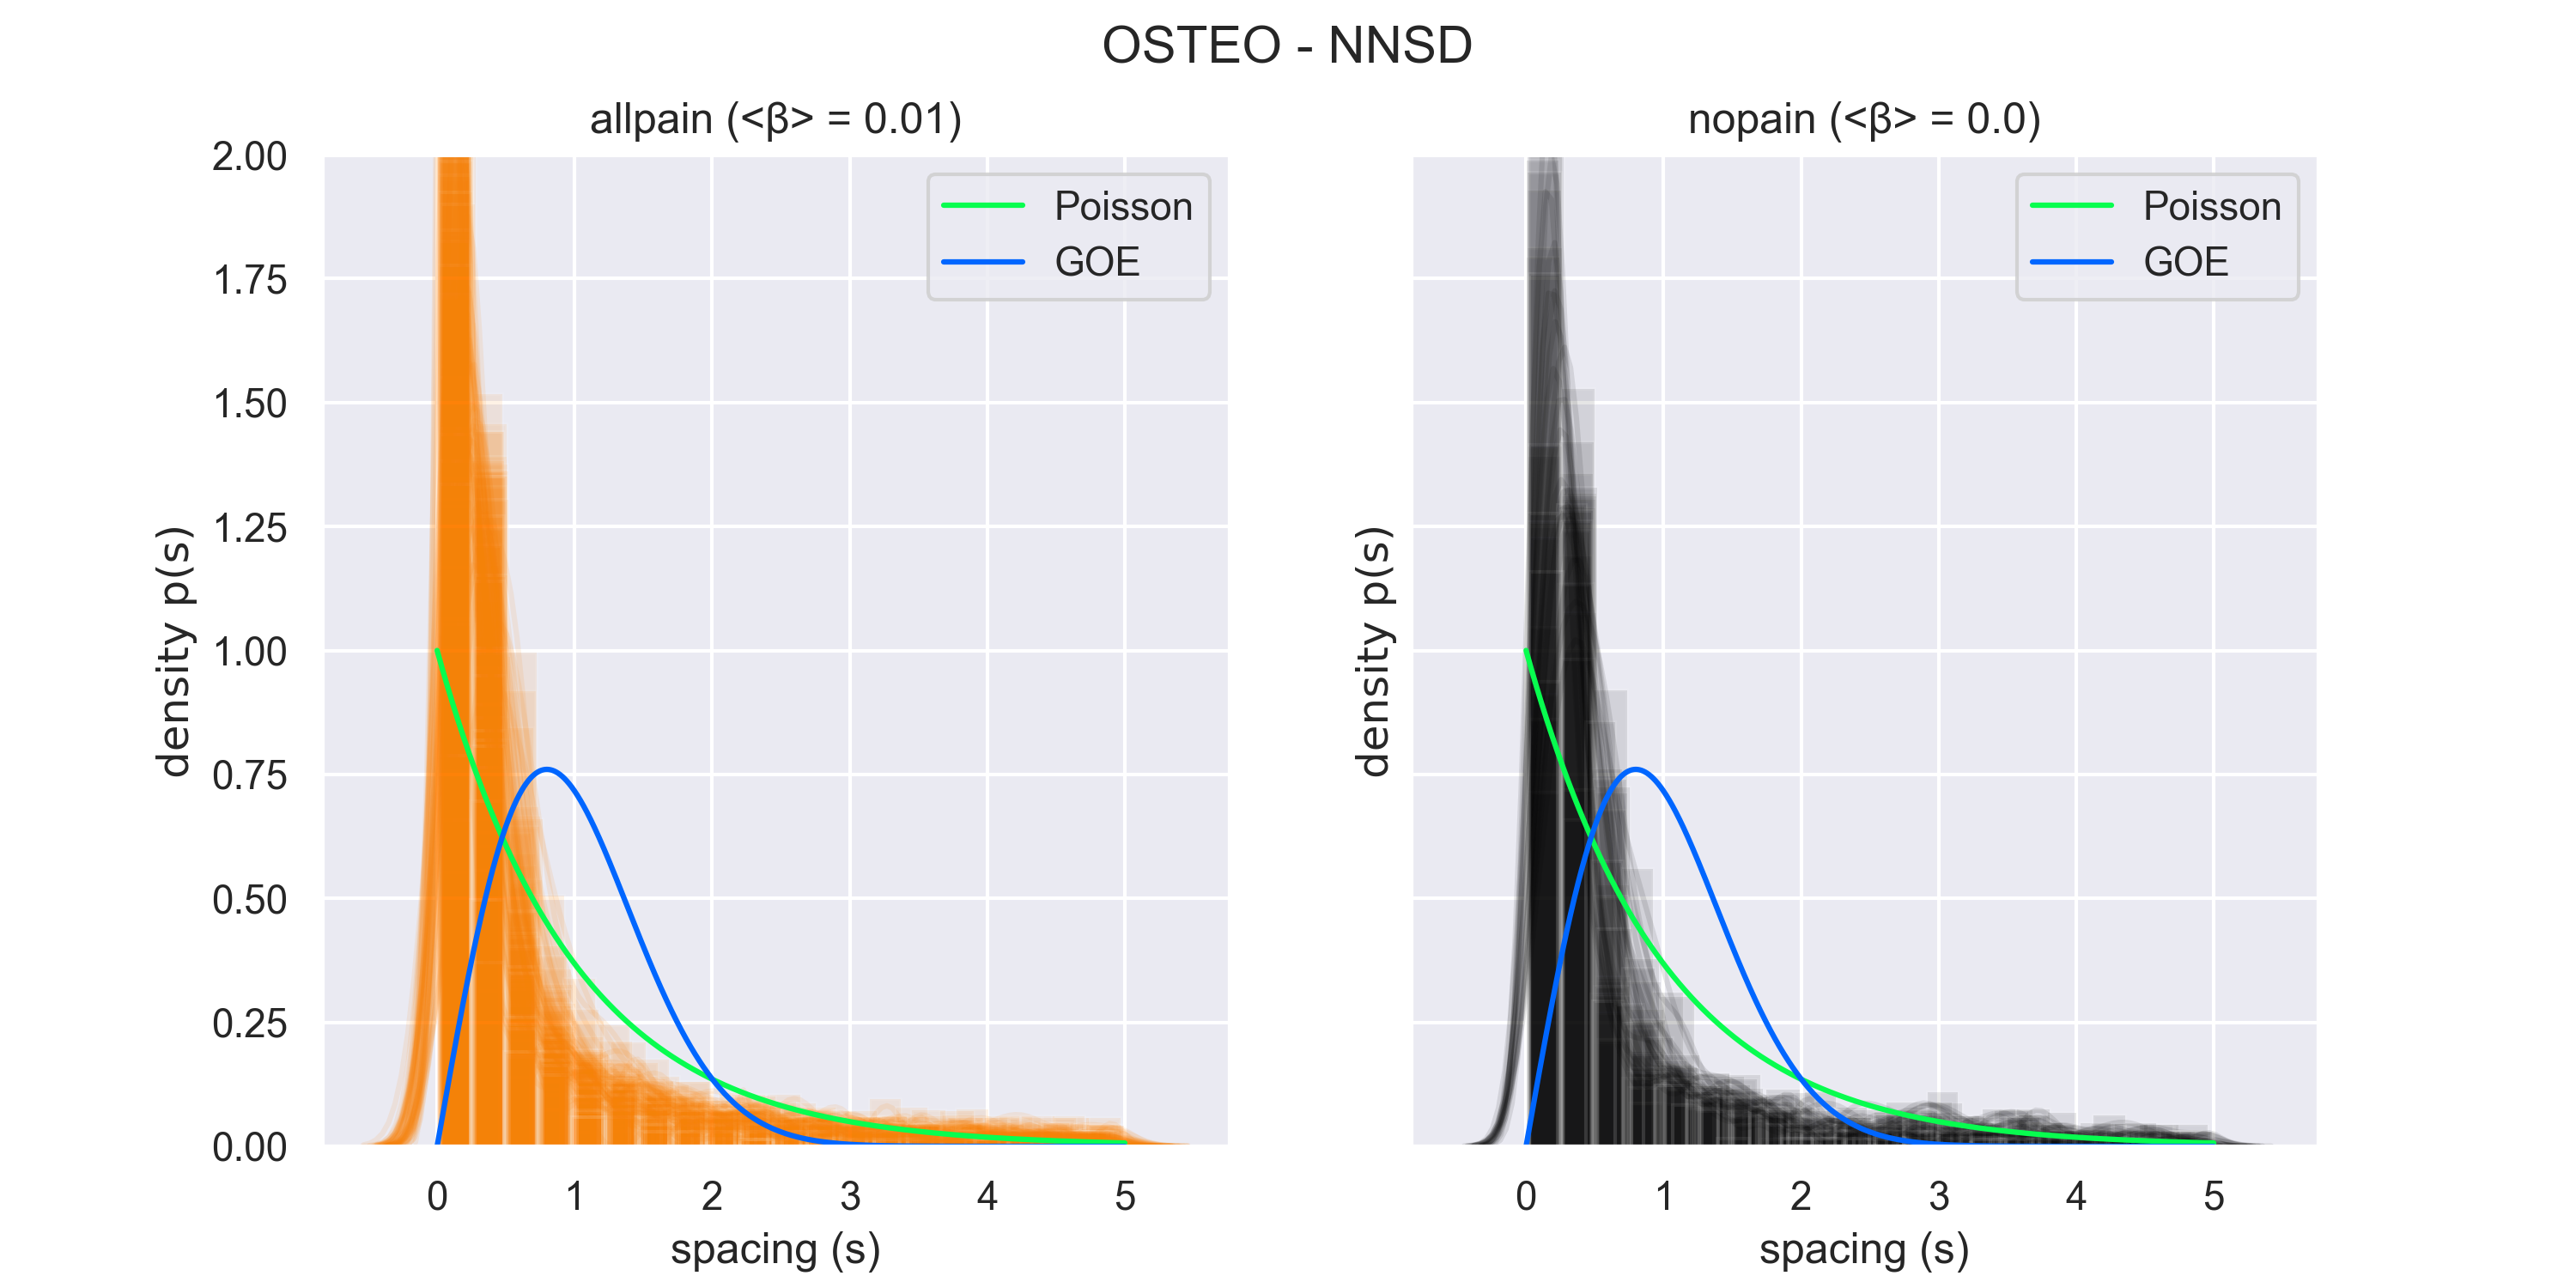 OSTEO - NNSD
allpain (<β> = 0.01)
2.00
1.75
1.50
1.25
1.00
0.75
0.50
0.25
0.00
density p(s)
Poisson
GOE
0 1 2 3 4 5
spacing (s)
nopain (<β> = 0.0)
density p(s)
Poisson
GOE
0 1 2 3 4 5
spacing (s)